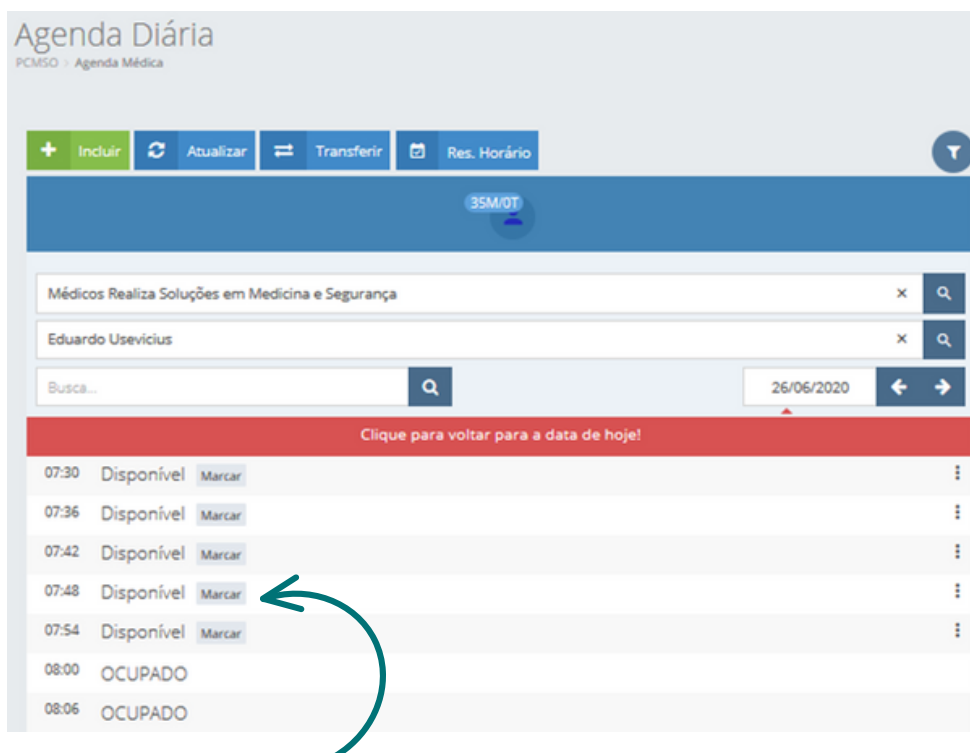 Agenda Diária
PCMSO > Agenda Médica
Incluir Atualizar Transferir Res. Horário
35M/0T
Médicos Realiza Soluções em Medicina e Segurança
Eduardo Usevicius
Busca... 26/06/2020
Clique para voltar para a data de hoje!
07:30 Disponível Marcar
07:36 Disponível Marcar
07:42 Disponível Marcar
07:48 Disponível Marcar
07:54 Disponível Marcar
08:00 OCUPADO
08:06 OCUPADO